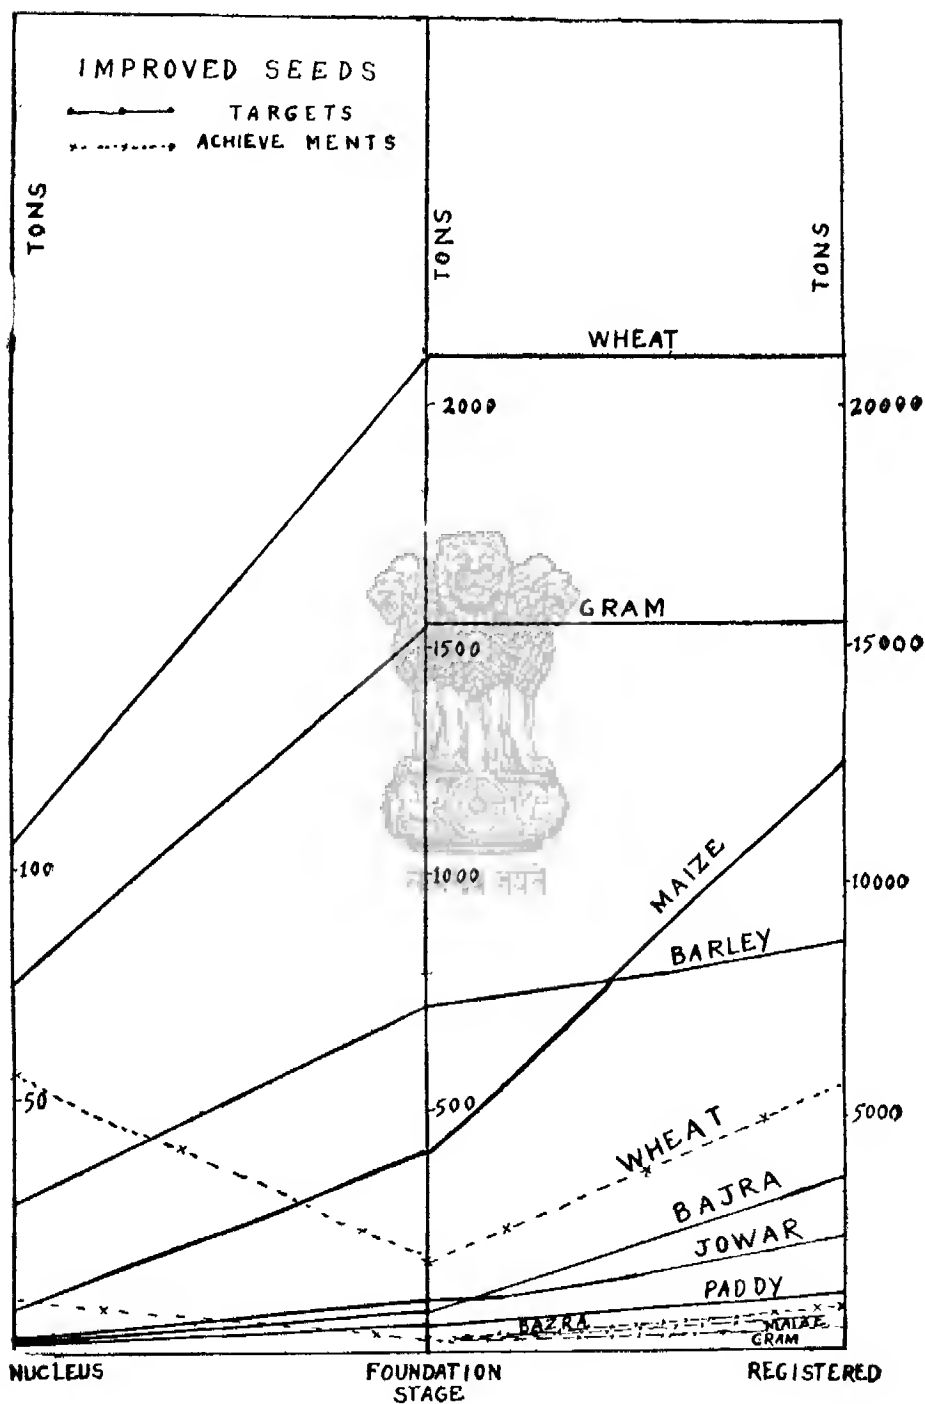 IMPROVED SEEDS
TARGETS
ACHIEVE MENTS
TONS
TONS
TONS
WHEAT
2000
20000
GRAM
1500
15000
MAIZE
100
1000
10000
BARLEY
50
500
5000
WHEAT
BAJRA
JOWAR
PADDY
BAZRA
MAIZE
GRAM
NUCLEUS
FOUNDATION
STAGE
REGISTERED